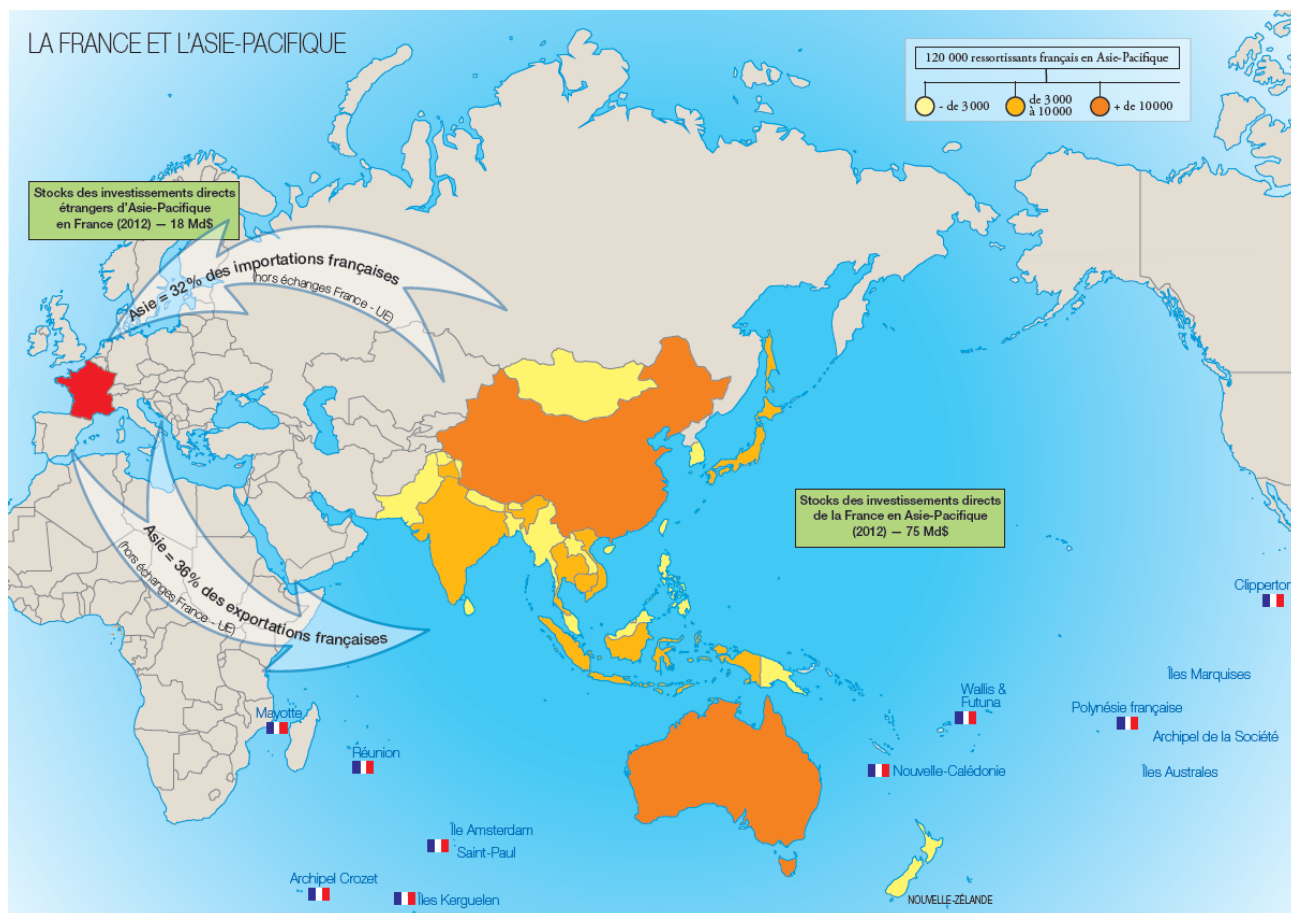 LA FRANCE ET L'ASIE-PACIFIQUE
120 000 ressortissants français en Asie-Pacifique
- de 3 000
de 3 000
à 10 000
+ de 10 000
Stocks des investissements directs
étrangers d'Asie-Pacifique
en France (2012) — 18 Md$
Asie = 32% des importations françaises
(hors échanges France - UE)
Stocks des investissements directs
de la France en Asie-Pacifique
(2012) — 75 Md$
Asie = 36% des exportations françaises
(hors échanges France - UE)
Clipperton
Îles Marquises
Wallis &
Futuna
Polynésie française
Mayotte
Archipel de la Société
Réunion
Nouvelle-Calédonie
Îles Australes
Île Amsterdam
Saint-Paul
Archipel Crozet
Îles Kerguelen
NOUVELLE-ZÉLANDE